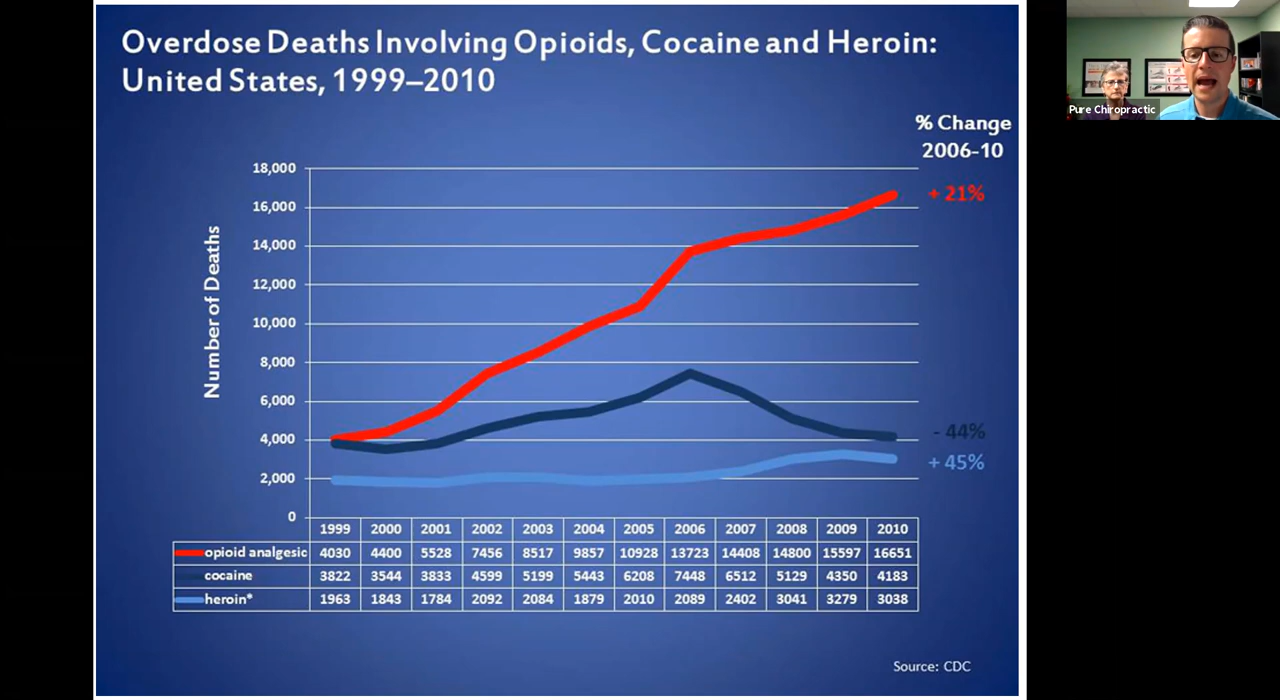 Overdose Deaths Involving Opioids, Cocaine and Heroin:
United States, 1999–2010
% Change
2006-10
Number of Deaths
18,000
16,000
14,000
12,000
10,000
8,000
6,000
4,000
2,000
0
+ 21%
- 44%
+ 45%
1999 2000 2001 2002 2003 2004 2005 2006 2007 2008 2009 2010
opioid analgesic 4030 4400 5528 7456 8517 9857 10928 13723 14408 14800 15597 16651
cocaine 3822 3544 3833 4599 5199 5443 6208 7448 6512 5129 4350 4183
heroin* 1963 1843 1784 2092 2084 1879 2010 2089 2402 3041 3279 3038
Source: CDC
Pure Chiropractic